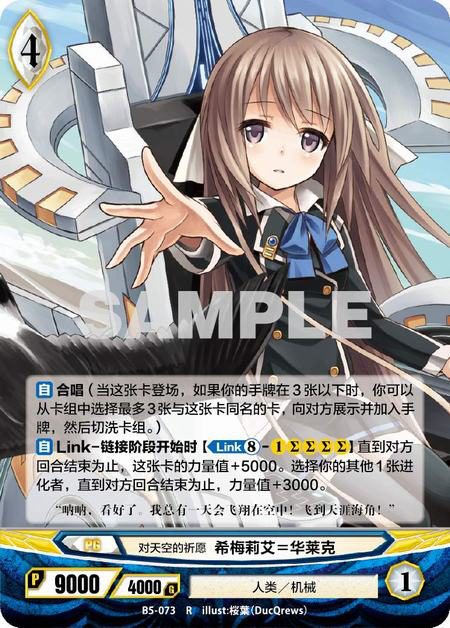 4
SAMPLE
自 合唱(当这张卡登场,如果你的手牌在3张以下时,你可以
从卡组中选择最多3张与这张卡同名的卡,向对方展示并加入手
牌,然后切洗卡组。)
自 Link-链接阶段开始时【Link⑧-1ΣΣΣΣ】直到对方
回合结束为止,这张卡的力量值+5000。选择你的其他1张进
化者,直到对方回合结束为止,力量值+3000。
“呐呐,看好了。我总有一天会飞翔在空中!飞到天涯海角!”
对天空的祈愿 希梅莉艾=华莱克
P 9000 / 4000 G 人类/机械 1
B5-073 R illust:桜葉(DucQrews)